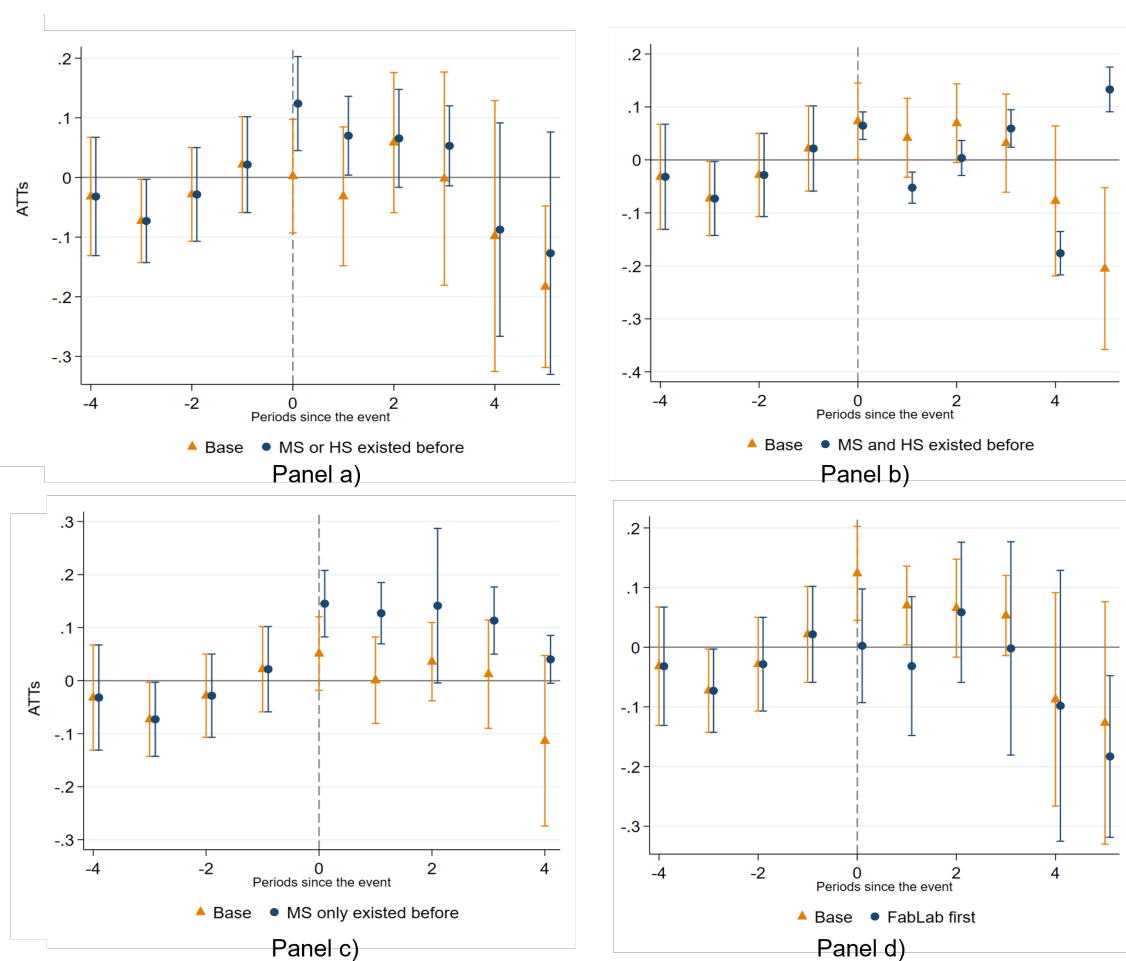 .2
.1
0
-.1
-.2
-.3
ATTs
-4 -2 0 2 4
Periods since the event
Base MS or HS existed before
Panel a)
.2
.1
0
-.1
-.2
-.3
-.4
-4 -2 0 2 4
Periods since the event
Base MS and HS existed before
Panel b)
.3
.2
.1
0
-.1
-.2
-.3
ATTs
-4 -2 0 2 4
Periods since the event
Base MS only existed before
Panel c)
.2
.1
0
-.1
-.2
-.3
-4 -2 0 2 4
Periods since the event
Base FabLab first
Panel d)